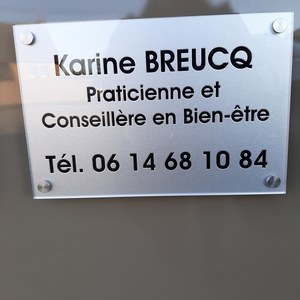 Karine BREUCQ
Praticienne et
Conseillère en Bien-être
Tél. 06 14 68 10 84